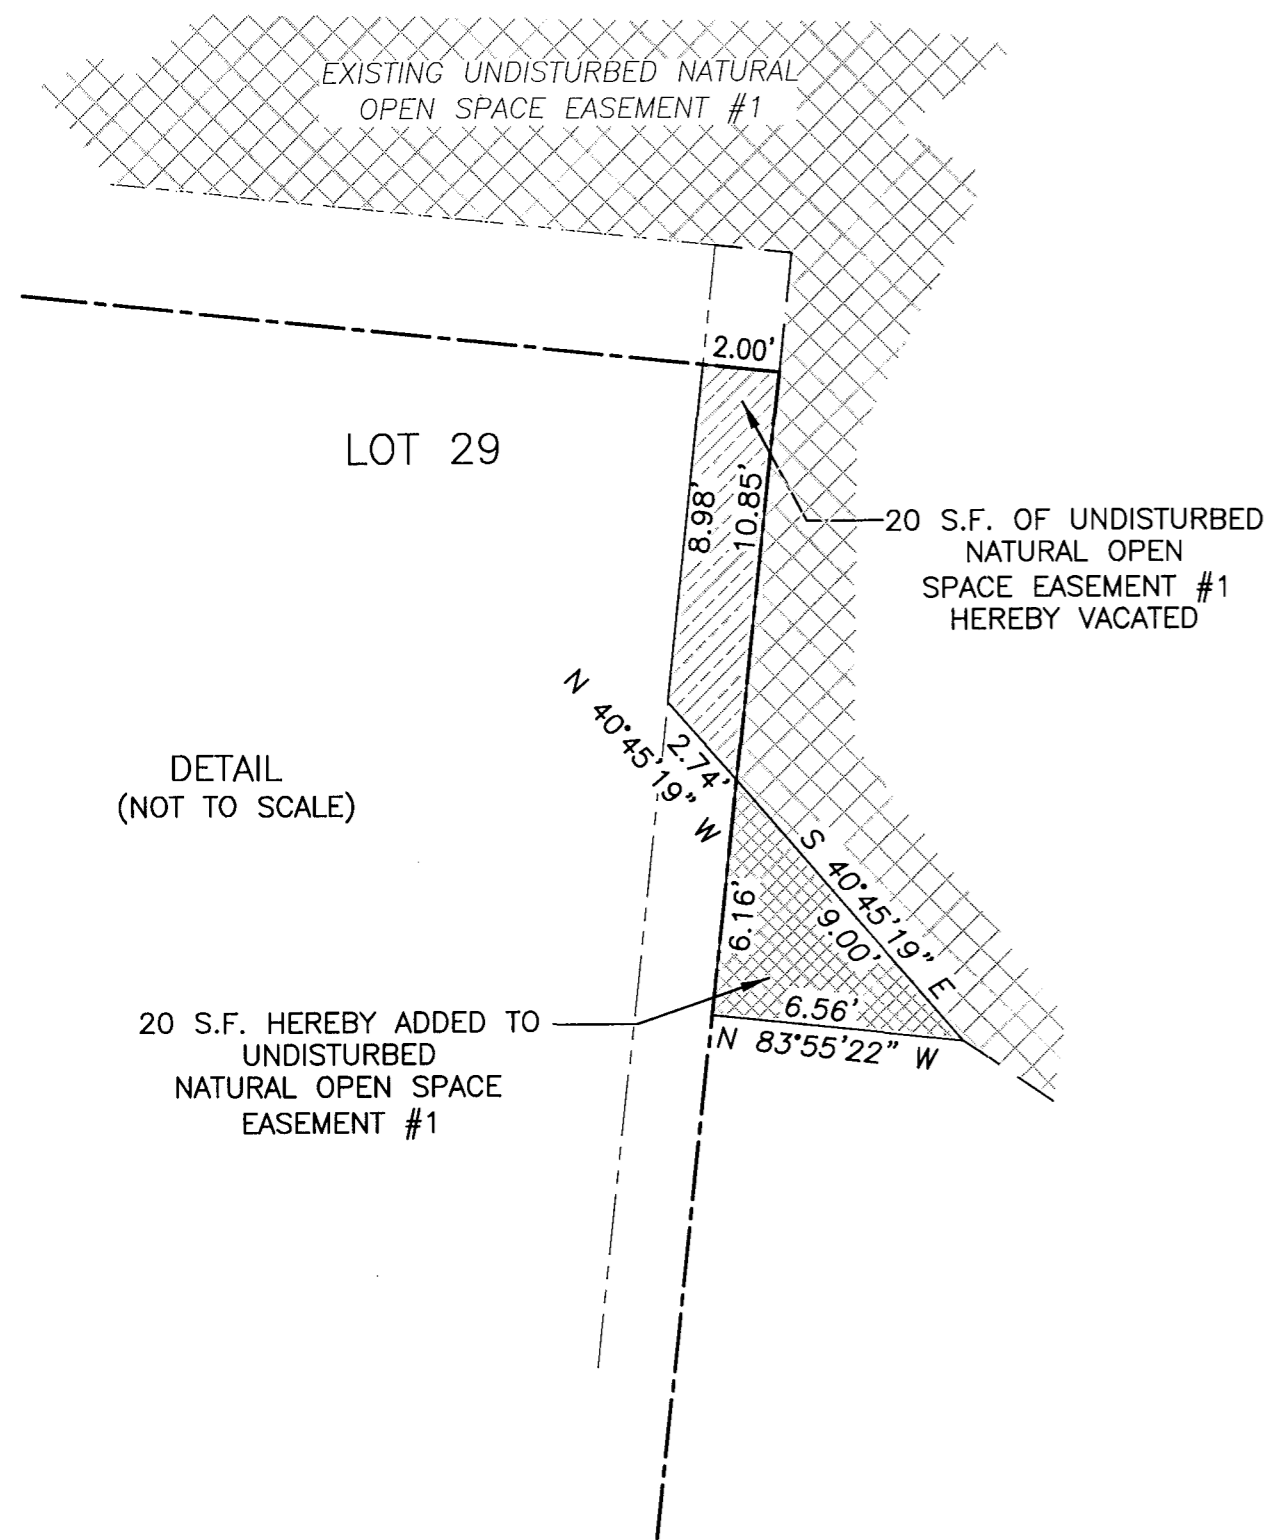 EXISTING UNDISTURBED NATURAL
OPEN SPACE EASEMENT #1
2.00'
LOT 29
8.98'
10.85'
20 S.F. OF UNDISTURBED
NATURAL OPEN
SPACE EASEMENT #1
HEREBY VACATED
N 40°45'19" W
2.74'
DETAIL
(NOT TO SCALE)
S 40°45'19" E
9.00'
6.16'
6.56'
N 83°55'22" W
20 S.F. HEREBY ADDED TO
UNDISTURBED
NATURAL OPEN SPACE
EASEMENT #1